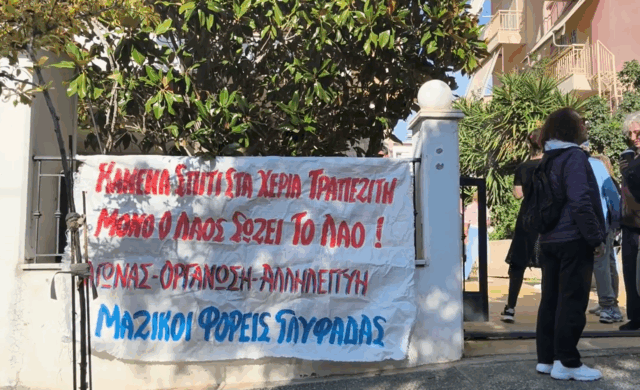 ΚΑΝΕΝΑ ΣΠΙΤΙ ΣΤΑ ΧΕΡΙΑ ΤΡΑΠΕΖΙΤΗ
ΜΟΝΟ Ο ΛΑΟΣ ΣΩΖΕΙ ΤΟ ΛΑΟ !
ΑΓΩΝΑΣ-ΟΡΓΑΝΩΣΗ-ΑΛΛΗΛΕΓΓΥΗ
ΜΑΖΙΚΟΙ ΦΟΡΕΙΣ ΓΛΥΦΑΔΑΣ